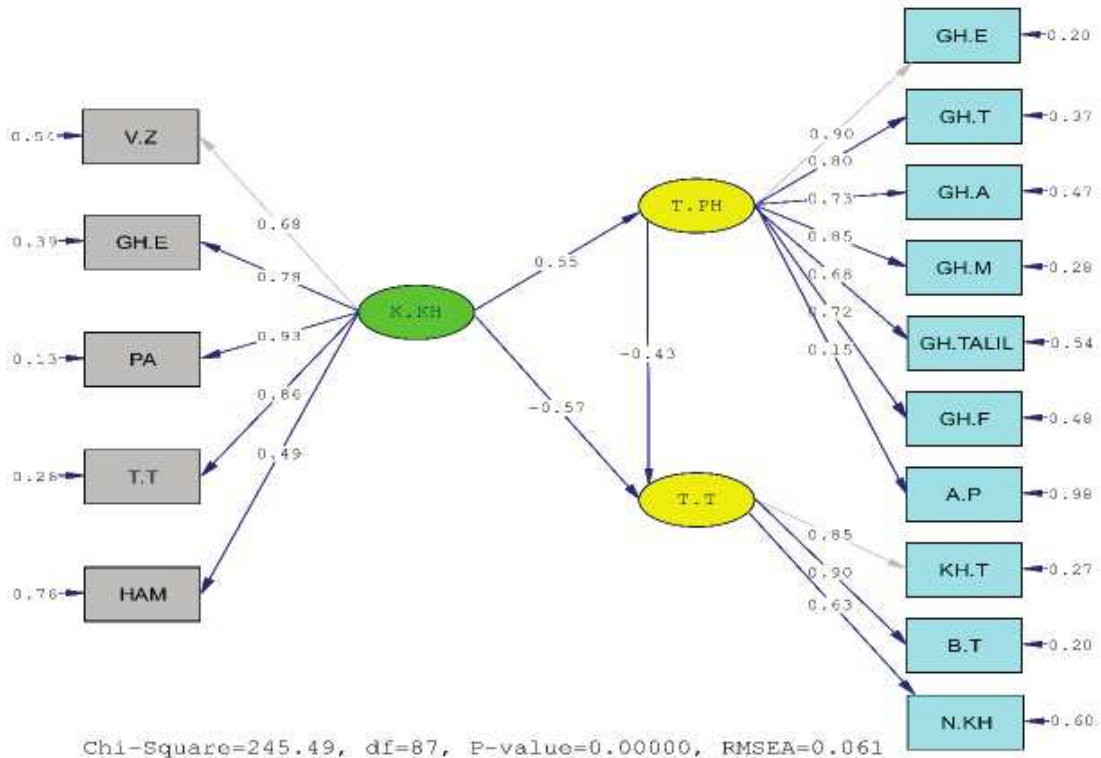 0.54
V.Z
0.39
GH.E
0.13
PA
0.26
T.T
0.76
HAM
0.68
0.78
0.93
0.86
0.49
K.KH
0.55
-0.57
T.PH
-0.43
T.T
0.90
0.80
0.73
0.85
0.68
0.72
0.15
0.85
0.90
0.63
GH.E
0.20
GH.T
0.37
GH.A
0.47
GH.M
0.28
GH.TALIL
0.54
GH.F
0.48
A.P
0.98
KH.T
0.27
B.T
0.20
N.KH
0.60
Chi-Square=245.49, df=87, P-value=0.00000, RMSEA=0.061